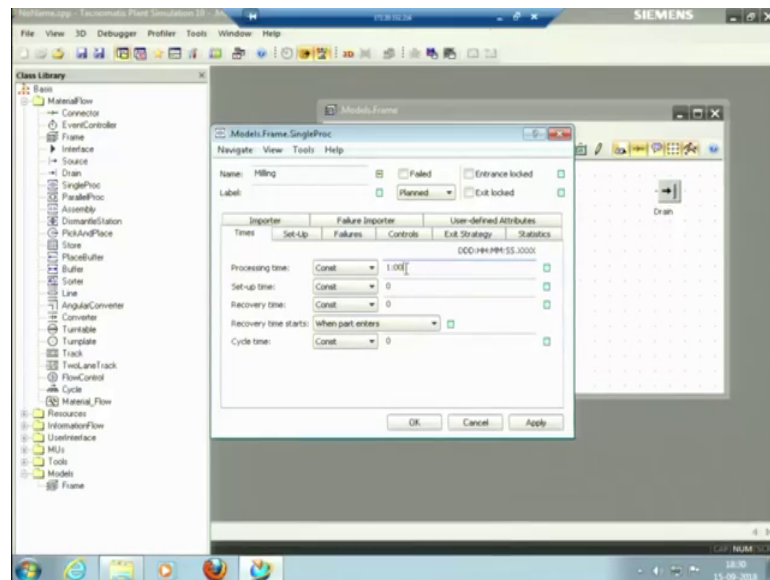 NoName.spp - Tecnomatix Plant Simulation 10 -
SIEMENS
File View 3D Debugger Profiler Tools Window Help
Class Library
Basis
MaterialFlow
Connector
EventController
Frame
Interface
Source
Drain
SingleProc
ParallelProc
Assembly
DismantleStation
PickAndPlace
Store
PlaceBuffer
Buffer
Sorter
Line
AngularConverter
Converter
Turntable
Turnplate
Track
TwoLaneTrack
FlowControl
Cycle
Material_Flow
Resources
InformationFlow
UserInterface
MUs
Tools
Models
Frame
.Models.Frame
Drain
.Models.Frame.SingleProc
Navigate View Tools Help
Name: Milling Failed Entrance locked
Label: Planned Exit locked
Importer Failure Importer User-defined Attributes
Times Set-Up Failures Controls Exit Strategy Statistics
DDD:HH:MM:SS.XXXX
Processing time: Const 1:00
Set-up time: Const 0
Recovery time: Const 0
Recovery time starts: When part enters
Cycle time: Const 0
OK Cancel Apply
CAP NUM
18:30
15-09-2013